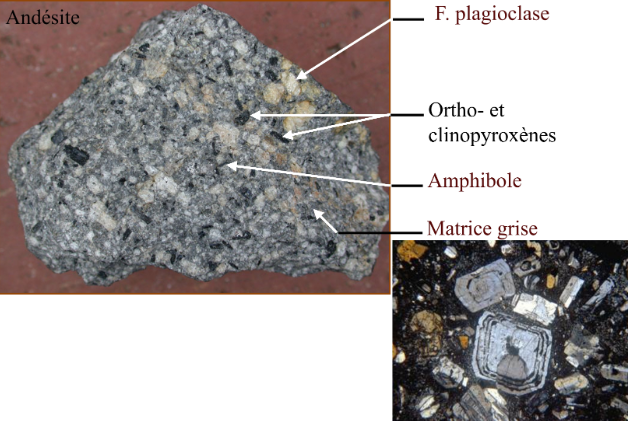 Andésite
F. plagioclase
Ortho- et
clinopyroxènes
Amphibole
Matrice grise